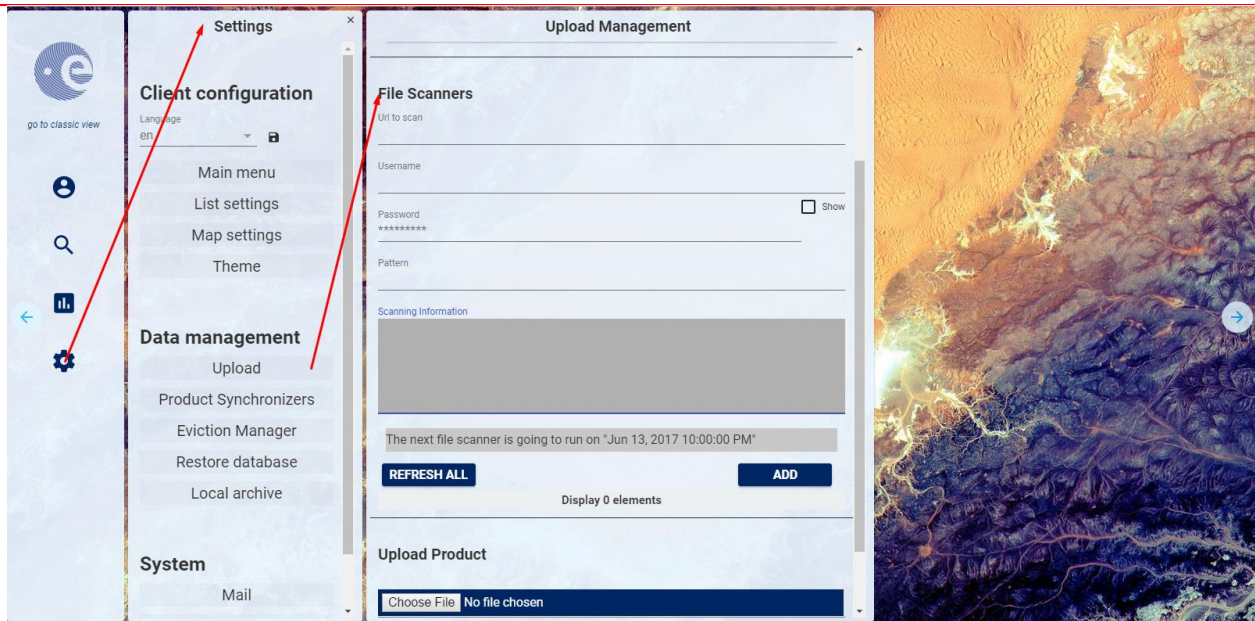 go to classic view
Settings
×
Client configuration
Language
en
Main menu
List settings
Map settings
Theme
Data management
Upload
Product Synchronizers
Eviction Manager
Restore database
Local archive
System
Mail
Upload Management
File Scanners
Url to scan
Username
Password
Show
*********
Pattern
Scanning Information
The next file scanner is going to run on "Jun 13, 2017 10:00:00 PM"
REFRESH ALL
ADD
Display 0 elements
Upload Product
Choose File No file chosen